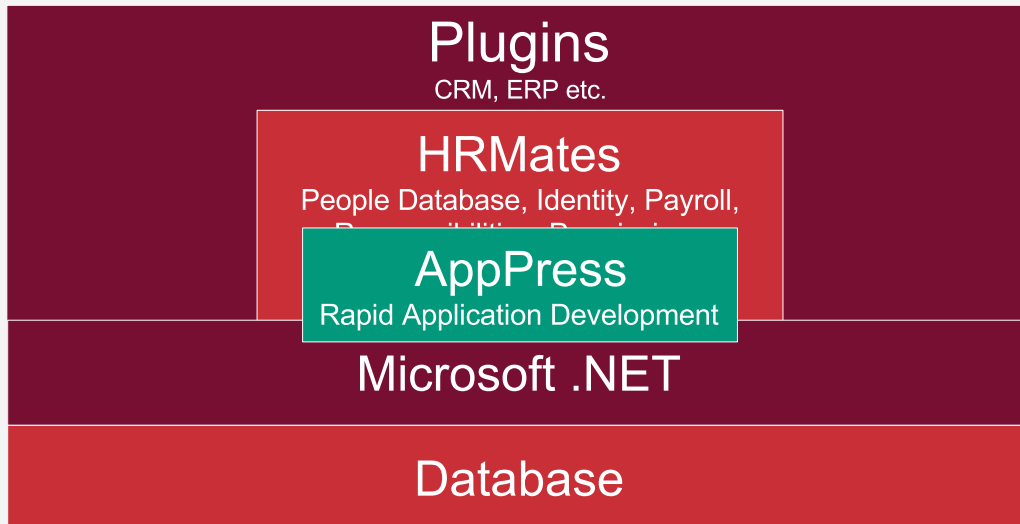 Plugins
CRM, ERP etc.
HRMates
People Database, Identity, Payroll,
AppPress
Rapid Application Development
Microsoft .NET
Database